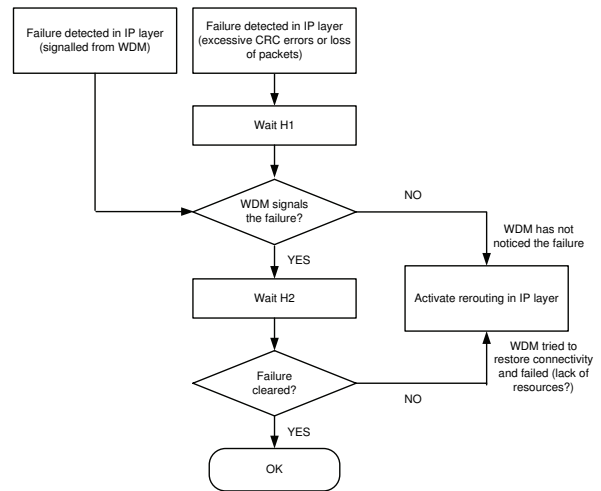 Failure detected in IP layer
(signalled from WDM)
Failure detected in IP layer
(excessive CRC errors or loss
of packets)
Wait H1
WDM signals
the failure?
NO
WDM has not
noticed the failure
YES
Wait H2
Activate rerouting in IP layer
WDM tried to
restore connectivity
and failed (lack of
resources?)
Failure
cleared?
NO
YES
OK